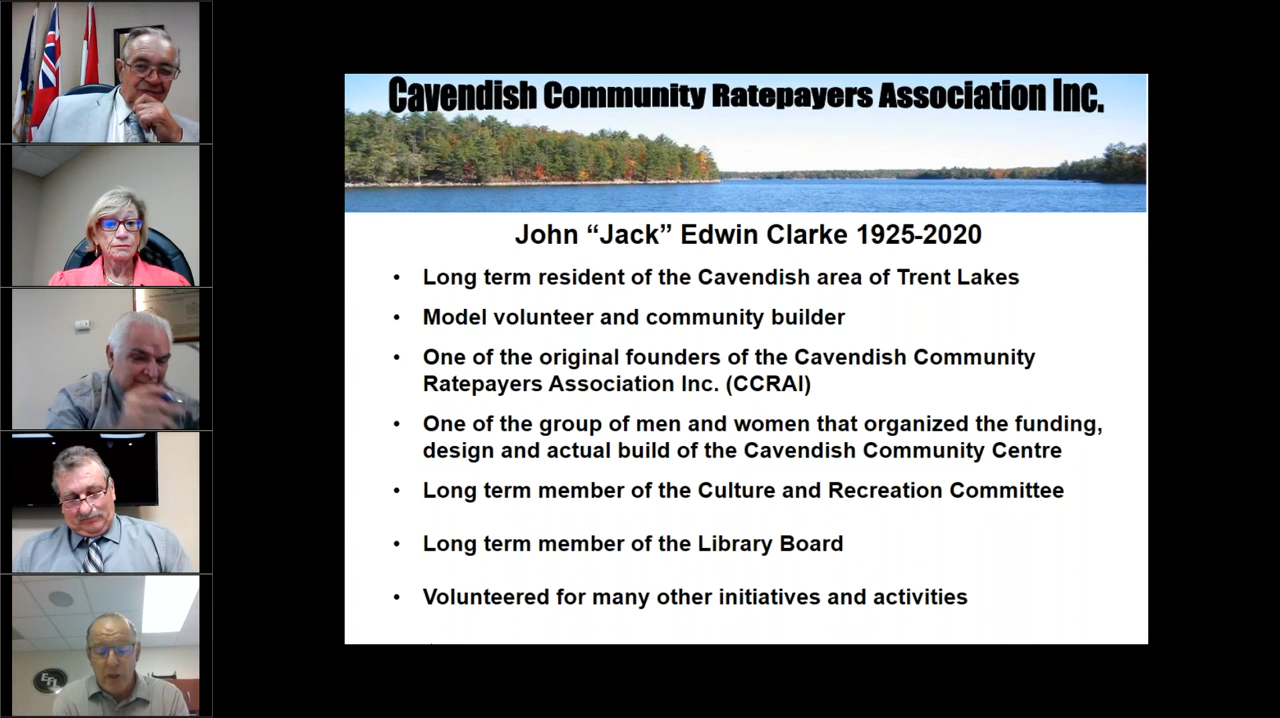 Cavendish Community Ratepayers Association Inc.
John “Jack” Edwin Clarke 1925-2020
• Long term resident of the Cavendish area of Trent Lakes
• Model volunteer and community builder
• One of the original founders of the Cavendish Community
Ratepayers Association Inc. (CCRAI)
• One of the group of men and women that organized the funding,
design and actual build of the Cavendish Community Centre
• Long term member of the Culture and Recreation Committee
• Long term member of the Library Board
• Volunteered for many other initiatives and activities
EFL